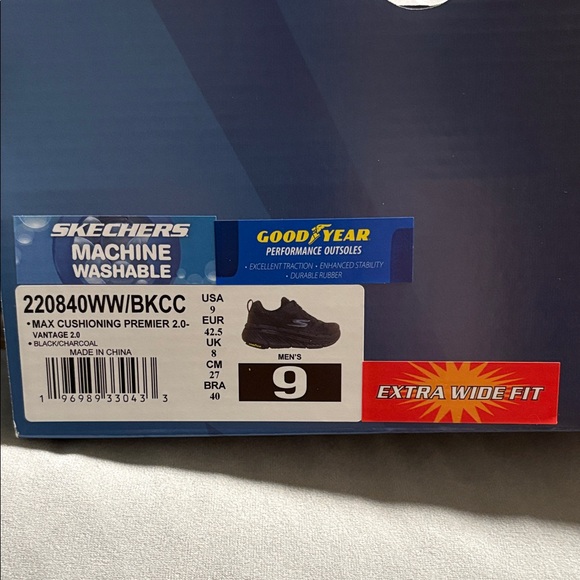 SKECHERS
MACHINE
WASHABLE
GOODYEAR
PERFORMANCE OUTSOLES
• EXCELLENT TRACTION • ENHANCED STABILITY
• DURABLE RUBBER
220840WW/BKCC
• MAX CUSHIONING PREMIER 2.0-
VANTAGE 2.0
• BLACK/CHARCOAL
MADE IN CHINA
1 96989 33043 3
USA
9
EUR
42.5
UK
8
CM
27
BRA
40
MEN'S
9
EXTRA WIDE FIT